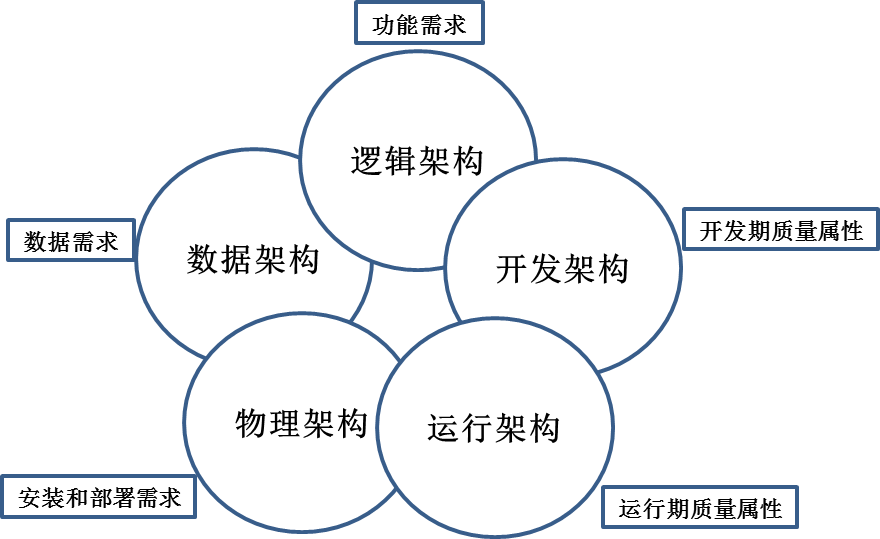 功能需求
逻辑架构
数据需求
数据架构
开发架构
开发期质量属性
物理架构
运行架构
安装和部署需求
运行期质量属性